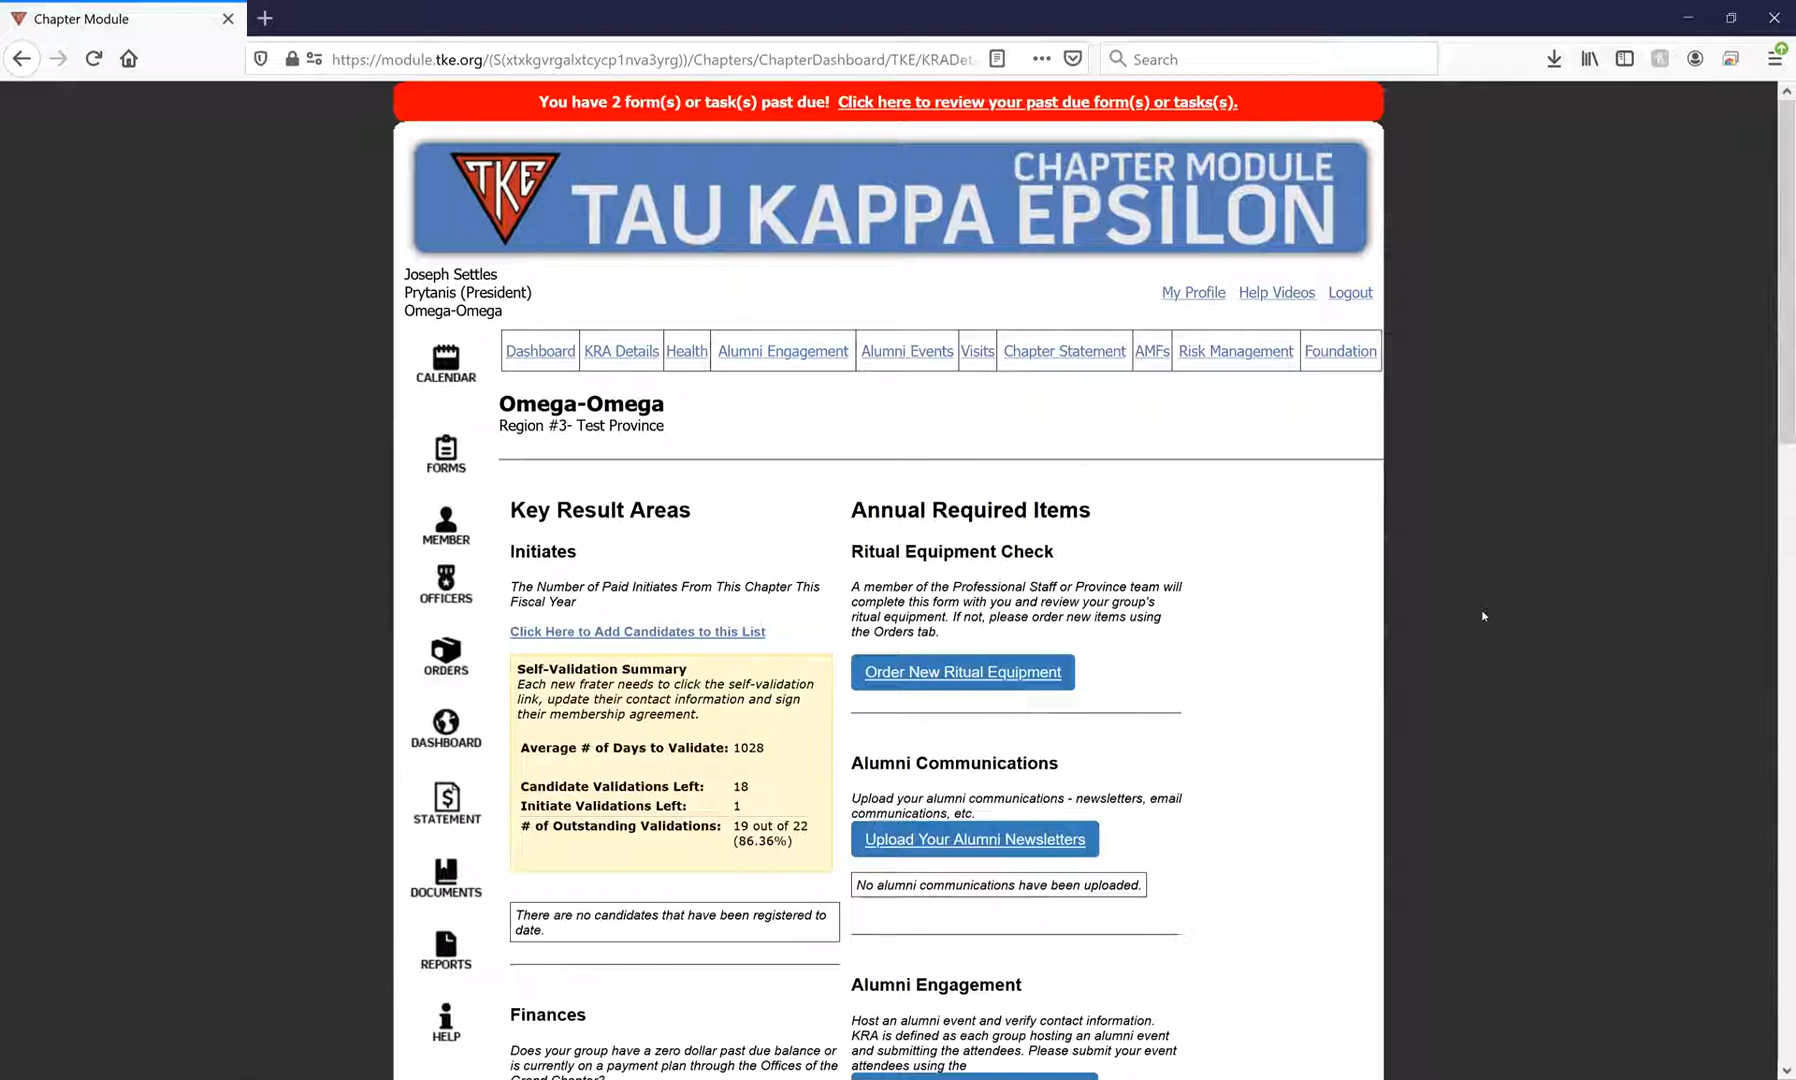 Chapter Module
https://module.tke.org/(S(xtxkgvrgalxtcycp1nva3yrg))/Chapters/ChapterDashboard/TKE/KRADet
Search
You have 2 form(s) or task(s) past due! Click here to review your past due form(s) or tasks(s).
TKE
CHAPTER MODULE
TAU KAPPA EPSILON
Joseph Settles
Prytanis (President)
Omega-Omega
My Profile Help Videos Logout
Dashboard KRA Details Health Alumni Engagement Alumni Events Visits Chapter Statement AMFs Risk Management Foundation
CALENDAR
FORMS
MEMBER
OFFICERS
ORDERS
DASHBOARD
STATEMENT
DOCUMENTS
REPORTS
HELP
Omega-Omega
Region #3- Test Province
Key Result Areas
Initiates
The Number of Paid Initiates From This Chapter This
Fiscal Year
Click Here to Add Candidates to this List
Self-Validation Summary
Each new frater needs to click the self-validation
link, update their contact information and sign
their membership agreement.
Average # of Days to Validate: 1028
Candidate Validations Left: 18
Initiate Validations Left: 1
# of Outstanding Validations: 19 out of 22
(86.36%)
There are no candidates that have been registered to
date.
Finances
Does your group have a zero dollar past due balance or
is currently on a payment plan through the Offices of the
Grand Chapter?
Annual Required Items
Ritual Equipment Check
A member of the Professional Staff or Province team will
complete this form with you and review your group's
ritual equipment. If not, please order new items using
the Orders tab.
Order New Ritual Equipment
Alumni Communications
Upload your alumni communications - newsletters, email
communications, etc.
Upload Your Alumni Newsletters
No alumni communications have been uploaded.
Alumni Engagement
Host an alumni event and verify contact information.
KRA is defined as each group hosting an alumni event
and submitting the attendees. Please submit your event
attendees using the